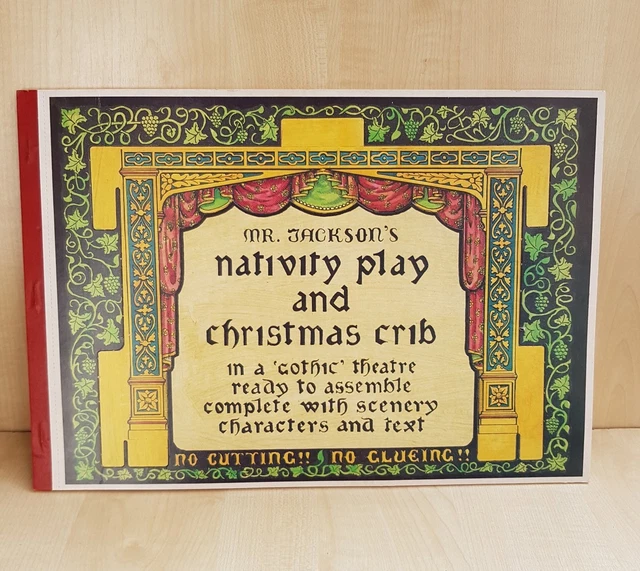 MR. JACKSON'S
nativity play
and
christmas crib
in a 'gothic' theatre
ready to assemble
complete with scenery
characters and text
NO CUTTING!! NO GLUEING!!